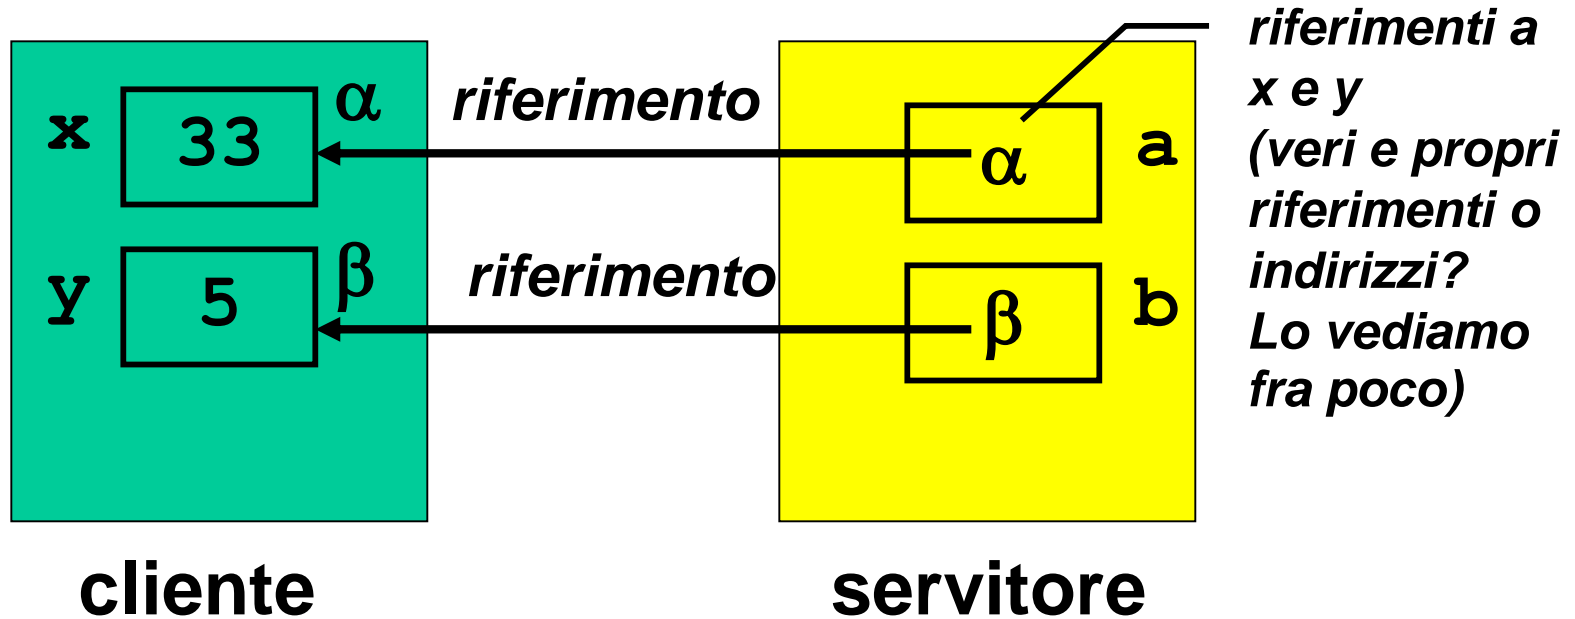 x 33 α riferimento α a
y 5 β riferimento β b
riferimenti a
x e y
(veri e propri
riferimenti o
indirizzi?
Lo vediamo
fra poco)
cliente servitore